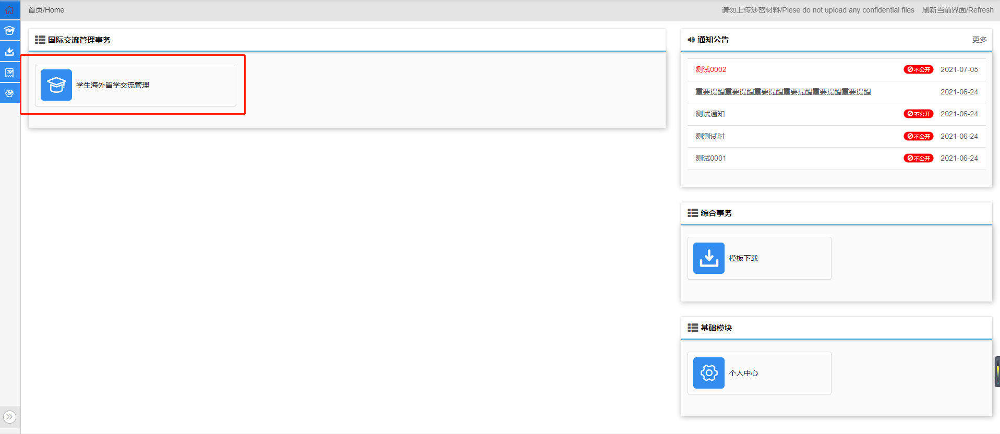 首页/Home
请勿上传涉密材料/Plese do not upload any confidential files 刷新当前界面/Refresh
国际交流管理事务
学生海外留学交流管理
通知公告 更多
测试0002 不公开 2021-07-05
重要提醒重要提醒重要提醒重要提醒重要提醒重要提醒 2021-06-24
测试通知 不公开 2021-06-24
测测试时 不公开 2021-06-24
测试0001 不公开 2021-06-24
综合事务
模板下载
基础模块
个人中心